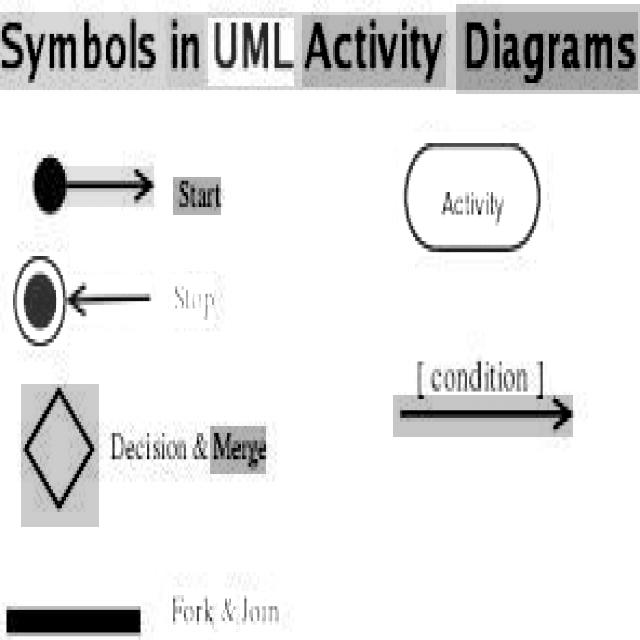 Symbols in UML Activity Diagrams
Start
Activity
Stop
[ condition ]
Decision & Merge
Fork & Join